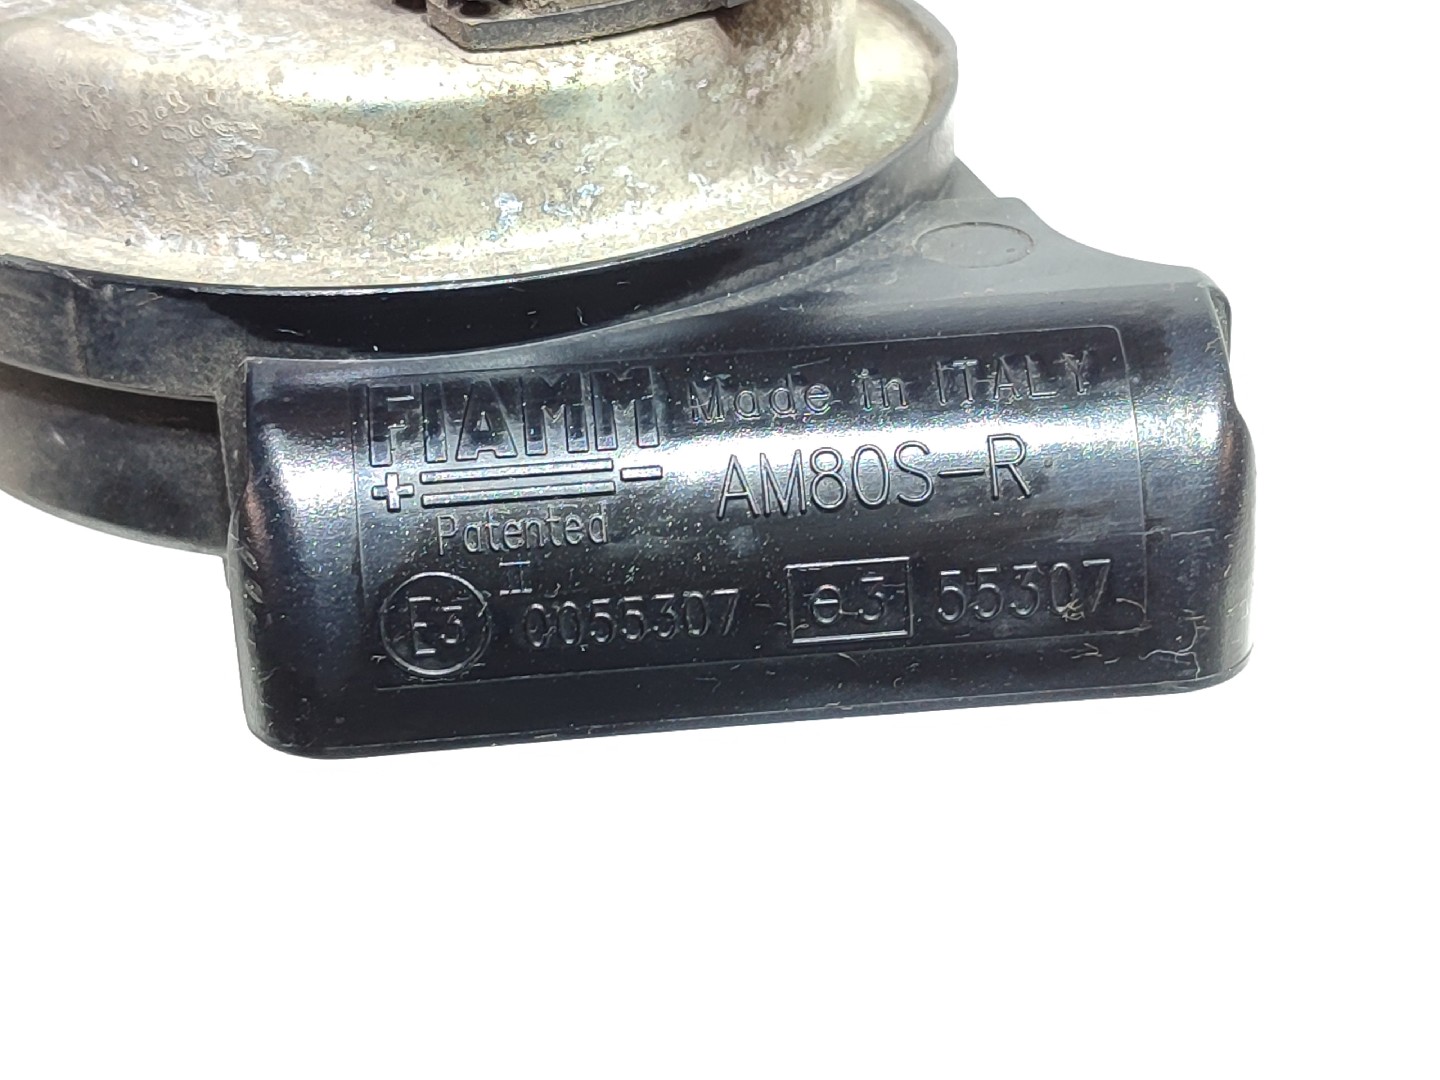 FIAMM Made in ITALY
+ - AM80S-R
Patented
E3 II 0055307 e3 55307